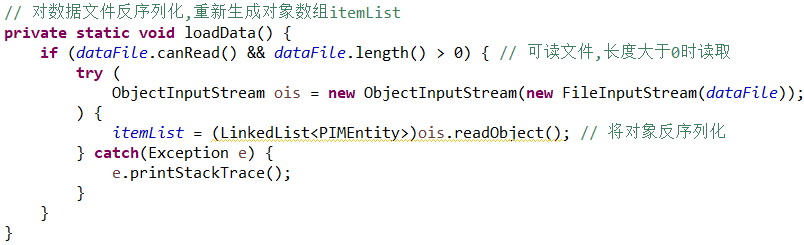 // 对数据文件反序列化,重新生成对象数组itemList
private static void loadData() {
    if (dataFile.canRead() && dataFile.length() > 0) { // 可读文件,长度大于0时读取
        try (
            ObjectInputStream ois = new ObjectInputStream(new FileInputStream(dataFile));
        ) {
            itemList = (LinkedList<PIMEntity>)ois.readObject(); // 将对象反序列化
        } catch(Exception e) {
            e.printStackTrace();
        }
    }
}